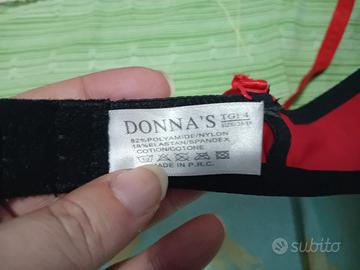 DONNA'S TG: 4
82%POLYAMIDE/NYLON
18%ELASTAN/SPANDEX
COTTON/COTONE
MADE IN P.R.C.
subito